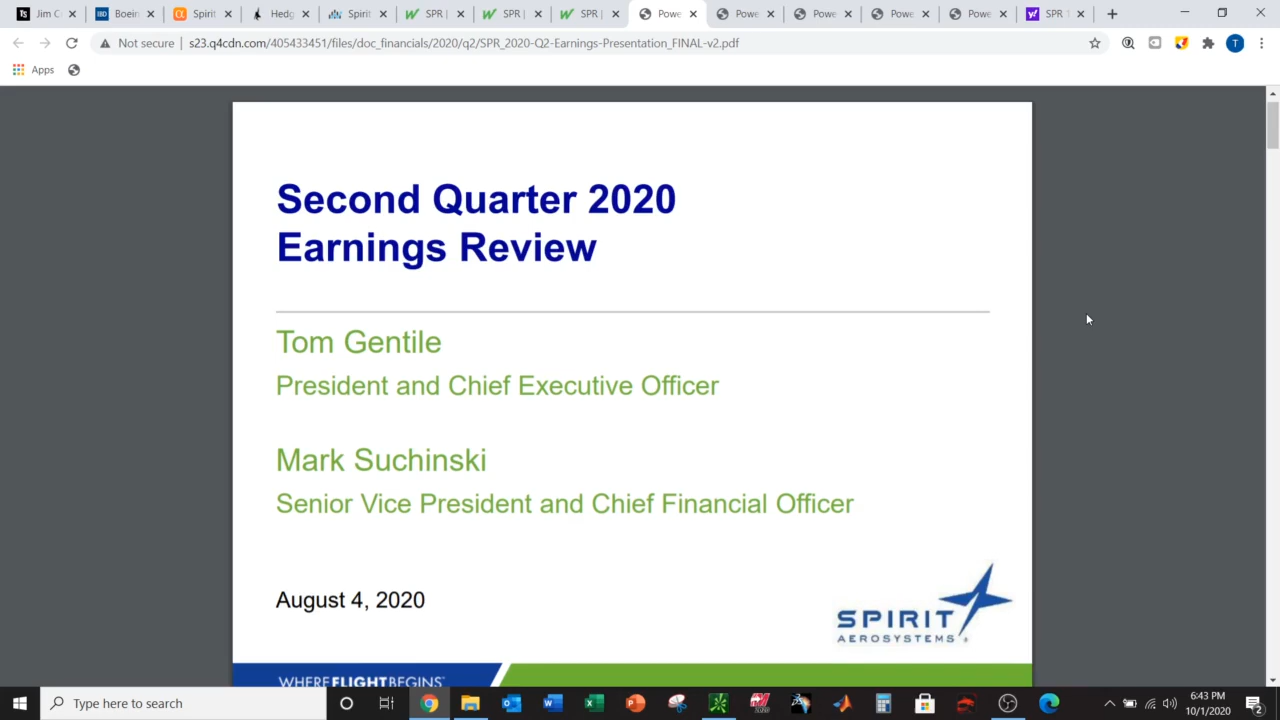 Jim C
Boein
Spirit
Hedg
Spirit
SPR |
SPR |
SPR |
Powe
Powe
Powe
Powe
Powe
SPR 1
Not secure | s23.q4cdn.com/405433451/files/doc_financials/2020/q2/SPR_2020-Q2-Earnings-Presentation_FINAL-v2.pdf
T
Apps
Second Quarter 2020
Earnings Review
Tom Gentile
President and Chief Executive Officer
Mark Suchinski
Senior Vice President and Chief Financial Officer
August 4, 2020
SPIRIT
AEROSYSTEMS
WHERE FLIGHT BEGINS
Type here to search
6:43 PM
10/1/2020
2